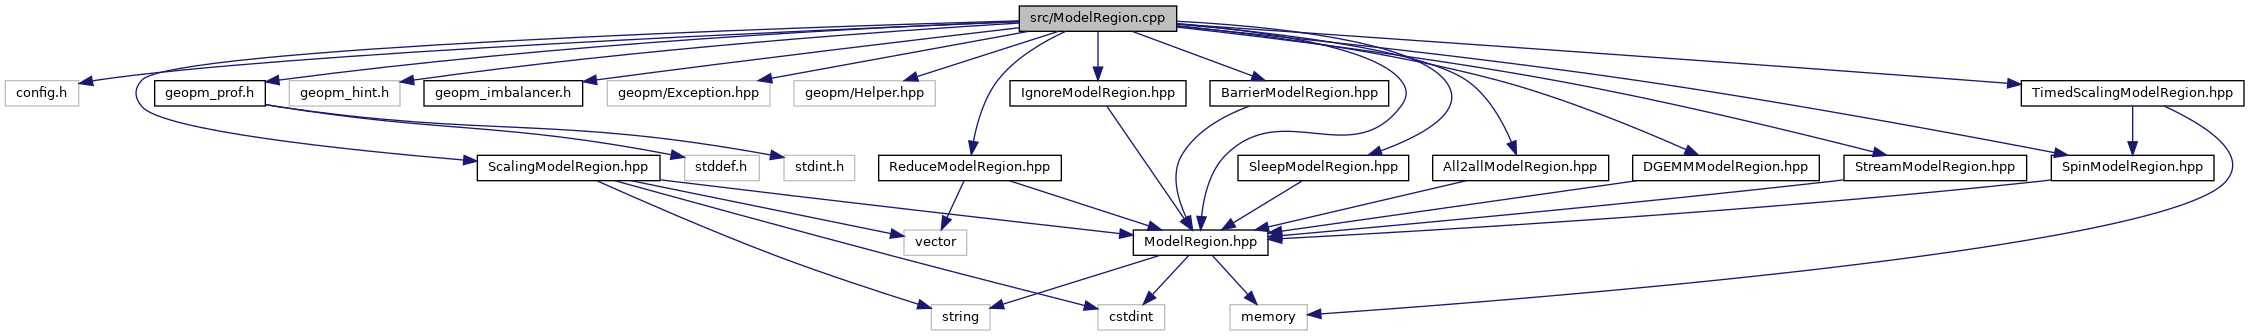 src/ModelRegion.cpp
config.h
geopm_prof.h
geopm_hint.h
geopm_imbalancer.h
geopm/Exception.hpp
geopm/Helper.hpp
IgnoreModelRegion.hpp
BarrierModelRegion.hpp
TimedScalingModelRegion.hpp
ScalingModelRegion.hpp
stddef.h
stdint.h
ReduceModelRegion.hpp
SleepModelRegion.hpp
All2allModelRegion.hpp
DGEMMModelRegion.hpp
StreamModelRegion.hpp
SpinModelRegion.hpp
vector
ModelRegion.hpp
string
cstdint
memory